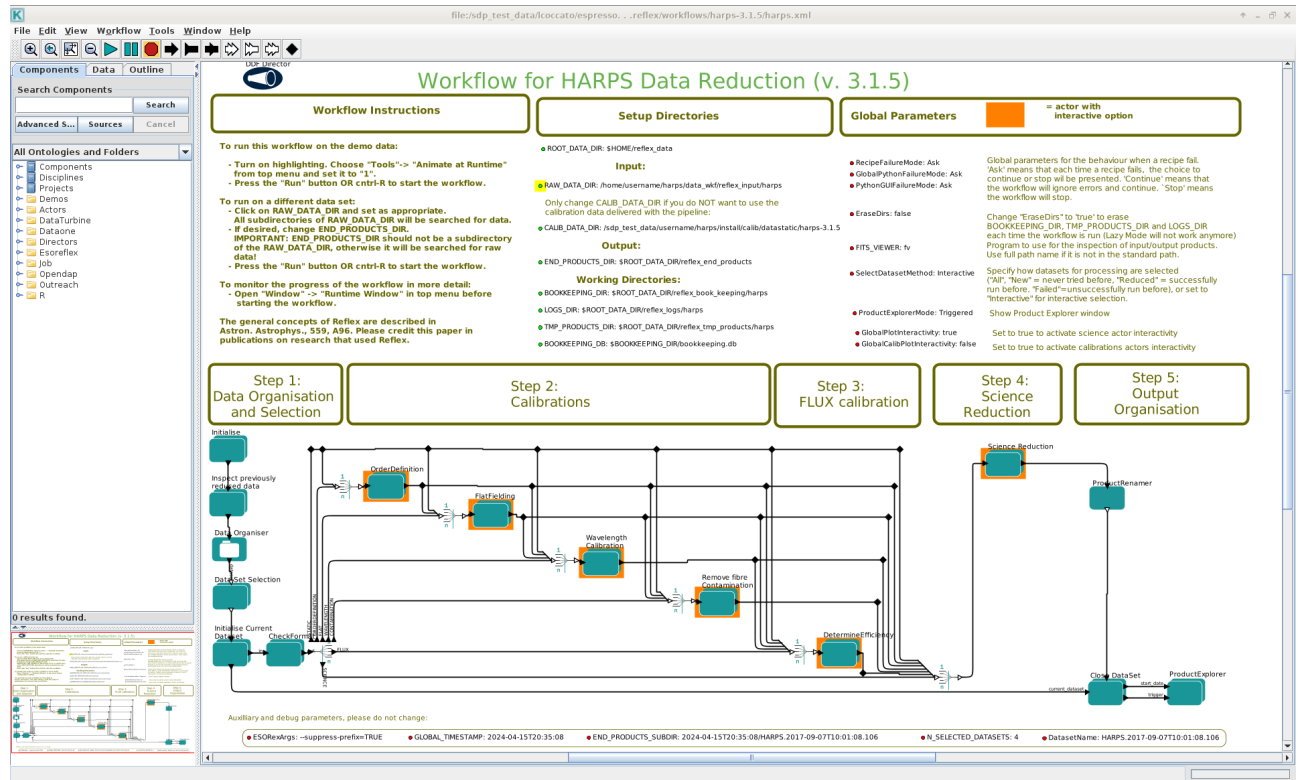 file:/sdp_test_data/lcoccato/espresso. . .reflex/workflows/harps-3.1.5/harps.xml
File Edit View Workflow Tools Window Help
Components Data Outline
Search Components
Search
Advanced S... Sources Cancel
All Ontologies and Folders
Components
Disciplines
Projects
Demos
Actors
DataTurbine
Dataone
Directors
Esoreflex
Job
Opendap
Outreach
R
0 results found.
DDF Director
Workflow for HARPS Data Reduction (v. 3.1.5)
Workflow Instructions
To run this workflow on the demo data:
- Turn on highlighting. Choose "Tools"-> "Animate at Runtime"
from top menu and set it to "1".
- Press the "Run" button OR cntrl-R to start the workflow.
To run on a different data set:
- Click on RAW_DATA_DIR and set as appropriate.
All subdirectories of RAW_DATA_DIR will be searched for data.
- If desired, change END_PRODUCTS_DIR.
IMPORTANT: END_PRODUCTS_DIR should not be a subdirectory
of the RAW_DATA_DIR, otherwise it will be searched for raw
data!
- Press the "Run" button OR cntrl-R to start the workflow.
To monitor the progress of the workflow in more detail:
- Open "Window" -> "Runtime Window" in top menu before
starting the workflow.
The general concepts of Reflex are described in
Astron. Astrophys., 559, A96. Please credit this paper in
publications on research that used Reflex.
Setup Directories
ROOT_DATA_DIR: $HOME/reflex_data
Input:
RAW_DATA_DIR: /home/username/harps/data_wkf/reflex_input/harps
Only change CALIB_DATA_DIR if you do NOT want to use the
calibration data delivered with the pipeline:
CALIB_DATA_DIR: /sdp_test_data/username/harps/install/calib/datastatic/harps-3.1.5
Output:
END_PRODUCTS_DIR: $ROOT_DATA_DIR/reflex_end_products
Working Directories:
BOOKKEEPING_DIR: $ROOT_DATA_DIR/reflex_book_keeping/harps
LOGS_DIR: $ROOT_DATA_DIR/reflex_logs/harps
TMP_PRODUCTS_DIR: $ROOT_DATA_DIR/reflex_tmp_products/harps
BOOKKEEPING_DB: $BOOKKEEPING_DIR/bookkeeping.db
Global Parameters
= actor with
interactive option
RecipeFailureMode: Ask
GlobalPythonFailureMode: Ask
PythonGUIFailureMode: Ask
EraseDirs: false
FITS_VIEWER: fv
SelectDatasetMethod: Interactive
ProductExplorerMode: Triggered
GlobalPlotInteractivity: true
GlobalCalibPlotInteractivity: false
Global parameters for the behaviour when a recipe fail.
'Ask' means that each time a recipe fails, the choice to
continue or stop wil be presented. 'Continue' means that
the workflow will ignore errors and continue. `Stop' means
the workflow will stop.
Change "EraseDirs" to 'true' to erase
BOOKKEEPING_DIR, TMP_PRODUCTS_DIR and LOGS_DIR
each time the workflow is run (Lazy Mode will not work anymore)
Program to use for the inspection of input/output products.
Use full path name if it is not in the standard path.
Specify how datasets for processing are selected
("All", "New" = never tried before, "Reduced" = succesfully
run before. "Failed"=unsuccesfully run before), or set to
"Interactive" for interactive selection.
Show Product Explorer window
Set to true to activate science actor interactivity
Set to true to activate calibrations actors interactivity
Step 1:
Data Organisation
and Selection
Step 2:
Calibrations
Step 3:
FLUX calibration
Step 4:
Science
Reduction
Step 5:
Output
Organisation
Initialise
Inspect previously
reduced data
Data Organiser
DataSet Selection
Initialise Current
Dataset
CheckForm
FLUX
SCIENCE
OrderDefinition
FlatFielding
Wavelength
Calibration
Remove fibre
Contamination
DetermineEfficiency
Science Reduction
ProductRenamer
current_dataset
Close DataSet
start_date
trigger
ProductExplorer
Auxilliary and debug parameters, please do not change:
ESORexArgs: --suppress-prefix=TRUE
GLOBAL_TIMESTAMP: 2024-04-15T20:35:08
END_PRODUCTS_SUBDIR: 2024-04-15T20:35:08/HARPS.2017-09-07T10:01:08.106
N_SELECTED_DATASETS: 4
DatasetName: HARPS.2017-09-07T10:01:08.106